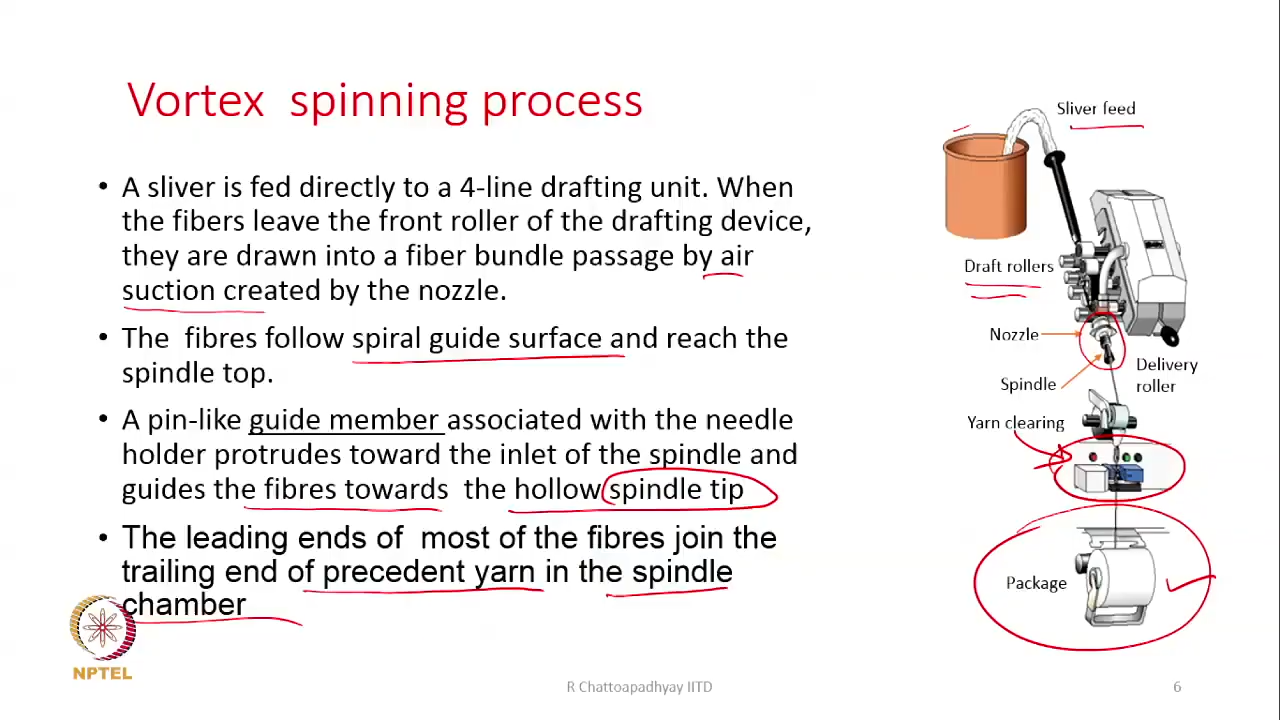 Vortex spinning process
• A sliver is fed directly to a 4-line drafting unit. When
the fibers leave the front roller of the drafting device,
they are drawn into a fiber bundle passage by air
suction created by the nozzle.
• The fibres follow spiral guide surface and reach the
spindle top.
• A pin-like guide member associated with the needle
holder protrudes toward the inlet of the spindle and
guides the fibres towards the hollow spindle tip
• The leading ends of most of the fibres join the
trailing end of precedent yarn in the spindle
chamber
Sliver feed
Draft rollers
Nozzle
Delivery
roller
Spindle
Yarn clearing
Package
NPTEL
R Chattoapadhyay IITD
6